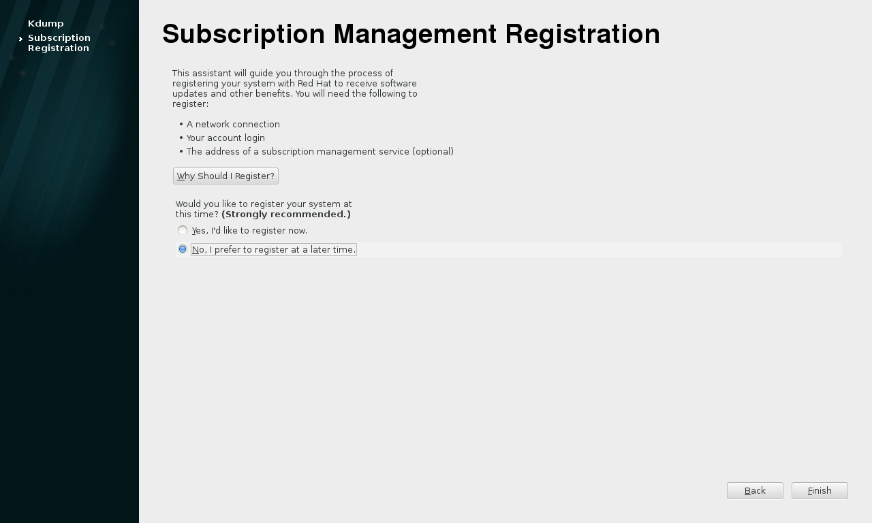 Kdump
Subscription
Registration
Subscription Management Registration
This assistant will guide you through the process of
registering your system with Red Hat to receive software
updates and other benefits. You will need the following to
register:
• A network connection
• Your account login
• The address of a subscription management service (optional)
Why Should I Register?
Would you like to register your system at
this time? (Strongly recommended.)
Yes, I'd like to register now.
No, I prefer to register at a later time.
Back
Finish